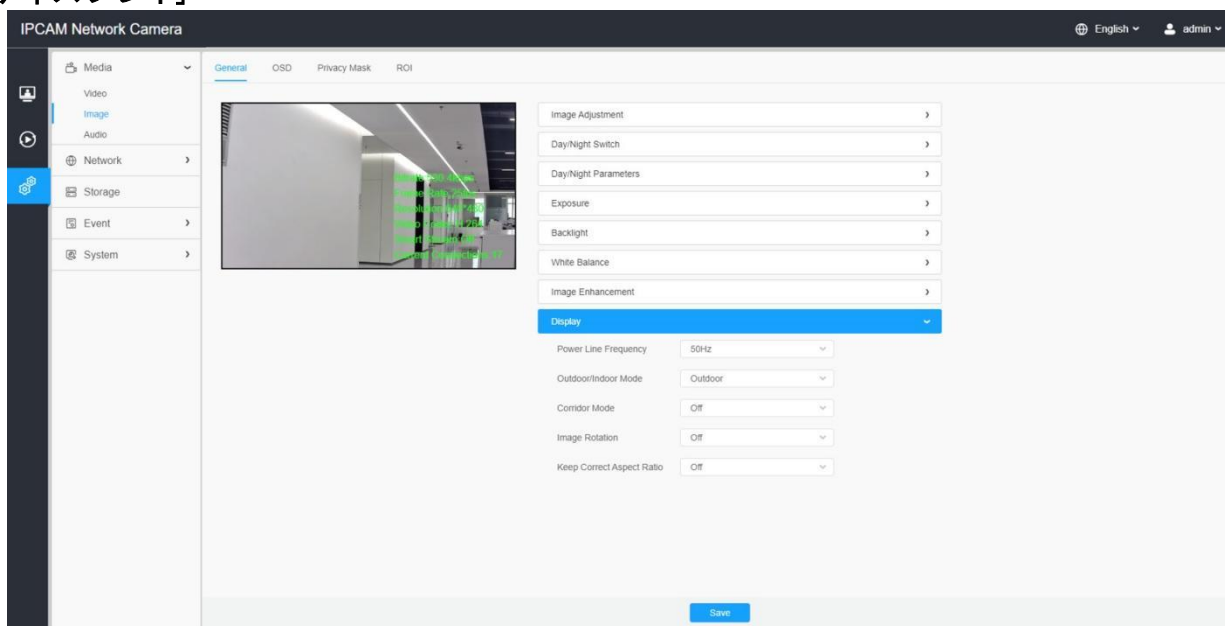 IPCAM Network Camera
English
admin
Media
Video
Image
Audio
Network
Storage
Event
System
General OSD Privacy Mask ROI
Image Adjustment
Day/Night Switch
Day/Night Parameters
Exposure
Backlight
White Balance
Image Enhancement
Display
Power Line Frequency 50Hz
Outdoor/Indoor Mode Outdoor
Corridor Mode Off
Image Rotation Off
Keep Correct Aspect Ratio Off
Save